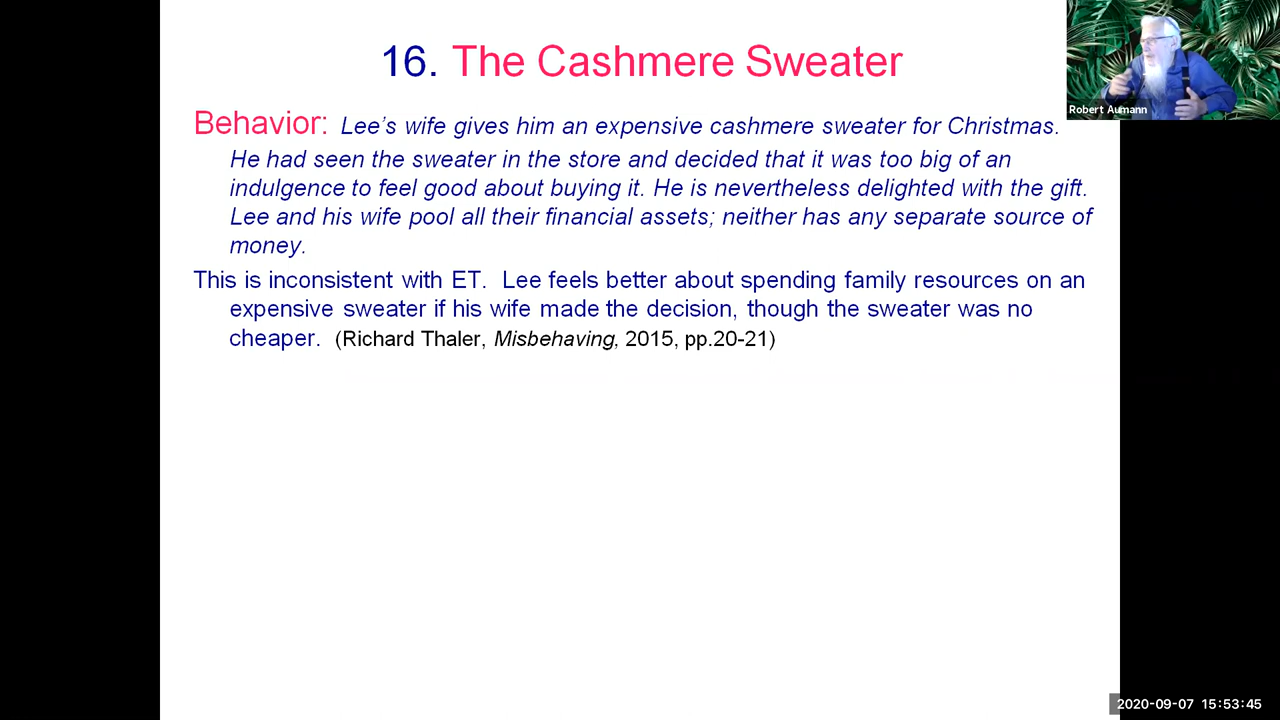 16. The Cashmere Sweater
Robert Aumann
Behavior: Lee's wife gives him an expensive cashmere sweater for Christmas.
He had seen the sweater in the store and decided that it was too big of an
indulgence to feel good about buying it. He is nevertheless delighted with the gift.
Lee and his wife pool all their financial assets; neither has any separate source of
money.
This is inconsistent with ET. Lee feels better about spending family resources on an
expensive sweater if his wife made the decision, though the sweater was no
cheaper. (Richard Thaler, Misbehaving, 2015, pp.20-21)
2020-09-07 15:53:45